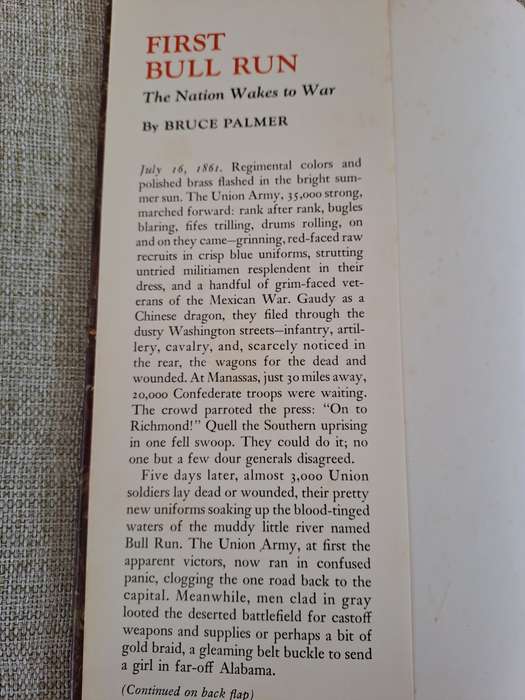 FIRST
BULL RUN
The Nation Wakes to War
By BRUCE PALMER
July 16, 1861. Regimental colors and
polished brass flashed in the bright sum-
mer sun. The Union Army, 35,000 strong,
marched forward: rank after rank, bugles
blaring, fifes trilling, drums rolling, on
and on they came—grinning, red-faced raw
recruits in crisp blue uniforms, strutting
untried militiamen resplendent in their
dress, and a handful of grim-faced vet-
erans of the Mexican War. Gaudy as a
Chinese dragon, they filed through the
dusty Washington streets—infantry, artil-
lery, cavalry, and, scarcely noticed in
the rear, the wagons for the dead and
wounded. At Manassas, just 30 miles away,
20,000 Confederate troops were waiting.
The crowd parroted the press: “On to
Richmond!” Quell the Southern uprising
in one fell swoop. They could do it; no
one but a few dour generals disagreed.
Five days later, almost 3,000 Union
soldiers lay dead or wounded, their pretty
new uniforms soaking up the blood-tinged
waters of the muddy little river named
Bull Run. The Union Army, at first the
apparent victors, now ran in confused
panic, clogging the one road back to the
capital. Meanwhile, men clad in gray
looted the deserted battlefield for castoff
weapons and supplies or perhaps a bit of
gold braid, a gleaming belt buckle to send
a girl in far-off Alabama.
(Continued on back flap)